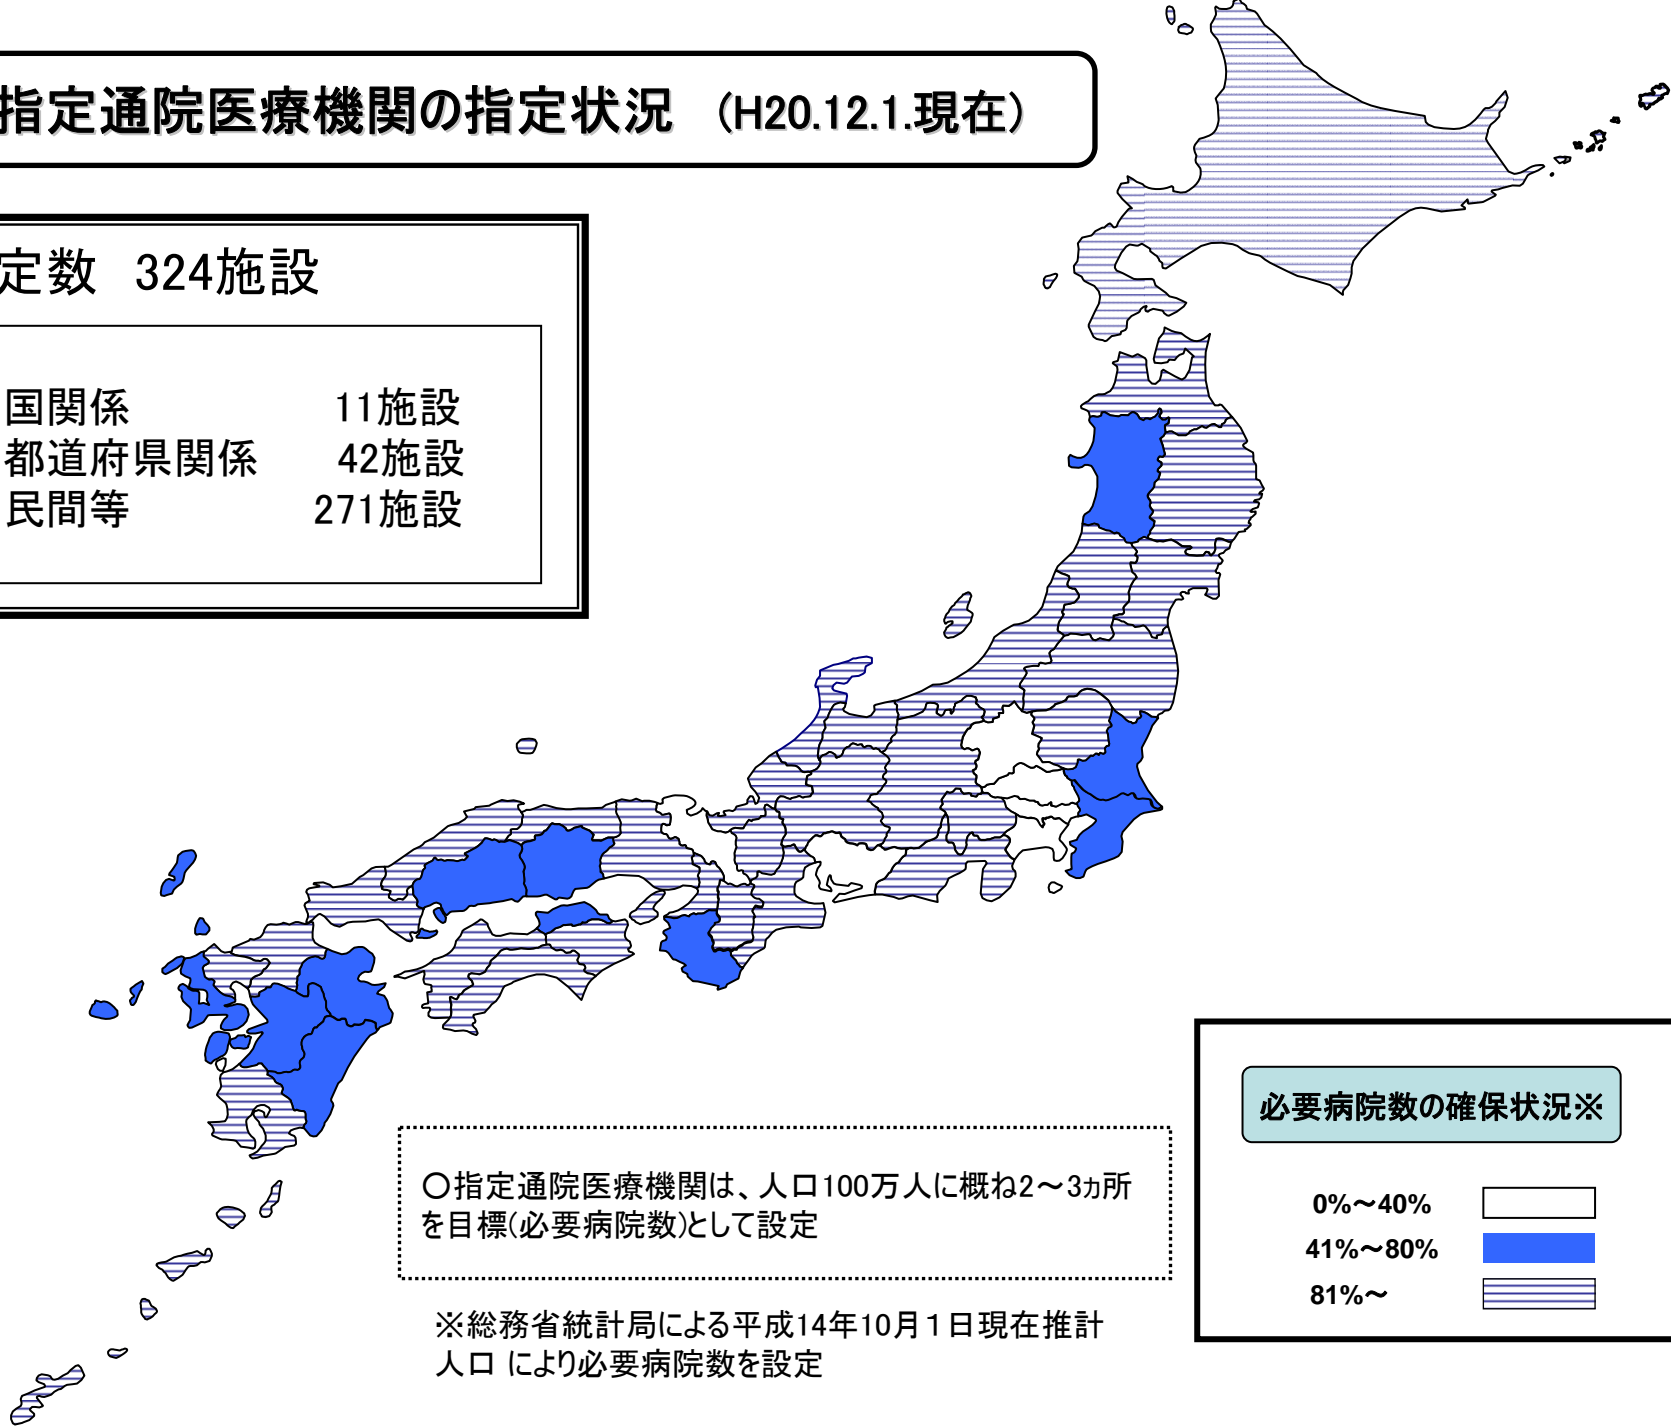 指定通院医療機関の指定状況 (H20.12.1.現在)
定数 324施設
国関係 11施設
都道府県関係 42施設
民間等 271施設
〇指定通院医療機関は、人口100万人に概ね2～3ヵ所
を目標(必要病院数)として設定
※総務省統計局による平成14年10月１日現在推計
人口 により必要病院数を設定
必要病院数の確保状況※
0%～40%
41%～80%
81%～